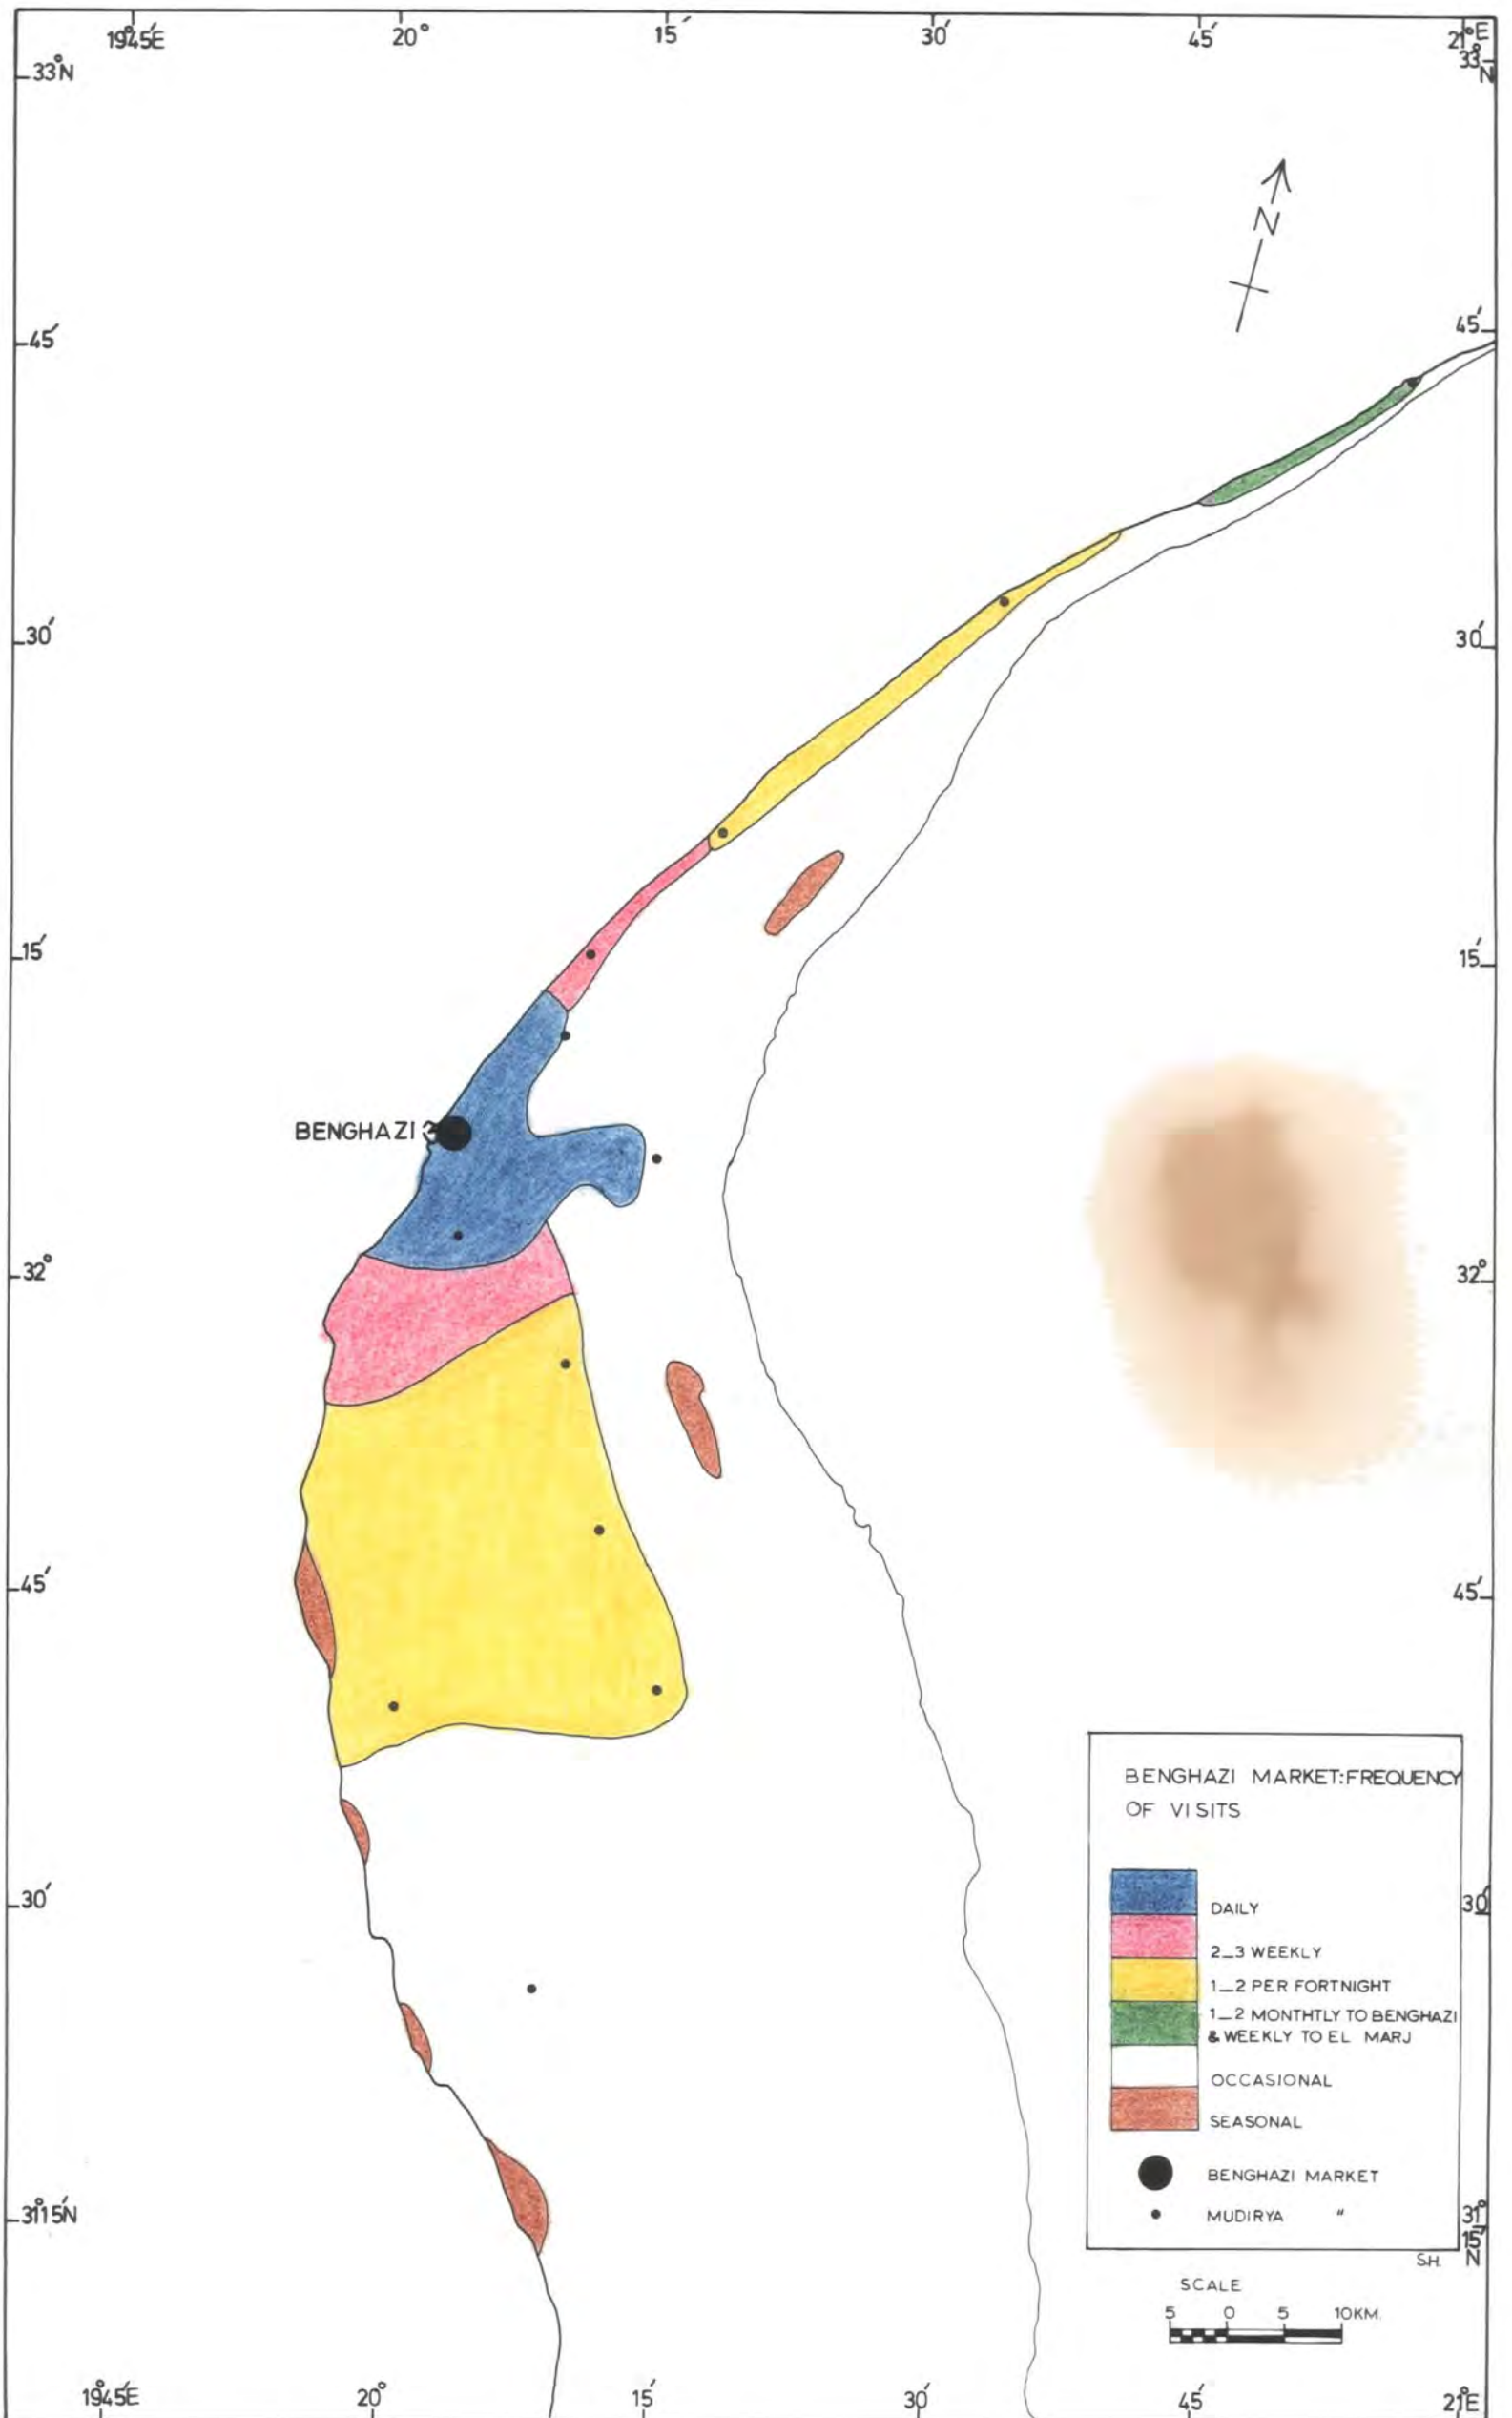 19°45′E 20° 15′ 30′ 45′ 21°E
33°N
33°
N
N
45′ 45′
30′ 30′
15′ 15′
BENGHAZI
32° 32°
45′ 45′
BENGHAZI MARKET:FREQUENCY
OF VISITS
30′ 30′
DAILY
2_3 WEEKLY
1_2 PER FORTNIGHT
1_2 MONTHTLY TO BENGHAZI
& WEEKLY TO EL MARJ
OCCASIONAL
SEASONAL
BENGHAZI MARKET
MUDIRYA "
31°15′N
31°
15′
N
SH.
SCALE
5 0 5 10KM.
19°45′E 20° 15′ 30′ 45′ 21°E